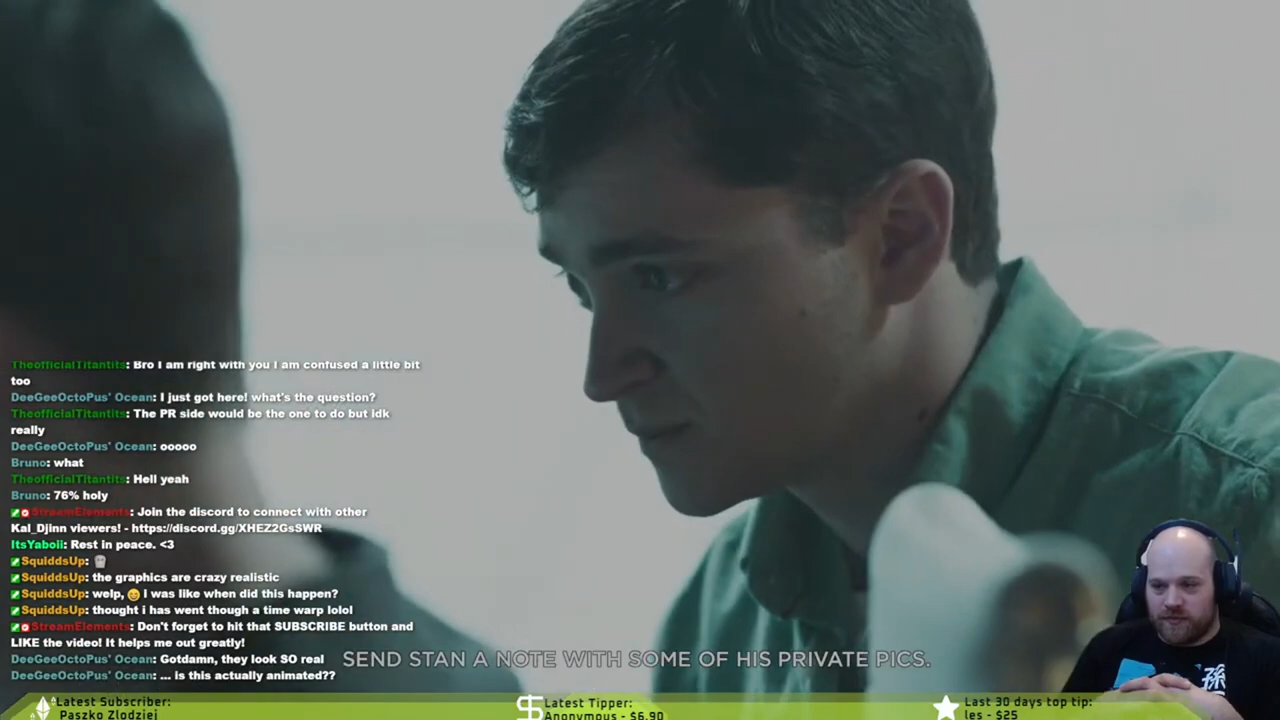 TheofficialTitantits: Bro I am right with you I am confused a little bit
too
DeeGeeOctoPus' Ocean: I just got here! what's the question?
TheofficialTitantits: The PR side would be the one to do but idk
really
DeeGeeOctoPus' Ocean: ooooo
Bruno: what
TheofficialTitantits: Hell yeah
Bruno: 76% holy
StreamElements: Join the discord to connect with other
Kal_Djinn viewers! - https://discord.gg/XHEZ2GsSWR
ItsYaboii: Rest in peace. <3
SquiddsUp:
SquiddsUp: the graphics are crazy realistic
SquiddsUp: welp, 😆 i was like when did this happen?
SquiddsUp: thought i has went though a time warp lolol
StreamElements: Don't forget to hit that SUBSCRIBE button and
LIKE the video! It helps me out greatly!
DeeGeeOctoPus' Ocean: Gotdamn, they look SO real
DeeGeeOctoPus' Ocean: ... is this actually animated??
SEND STAN A NOTE WITH SOME OF HIS PRIVATE PICS.
孫
Latest Subscriber:
Paszko Zlodziej
Latest Tipper:
Anonymous - $6.90
Last 30 days top tip:
les - $25